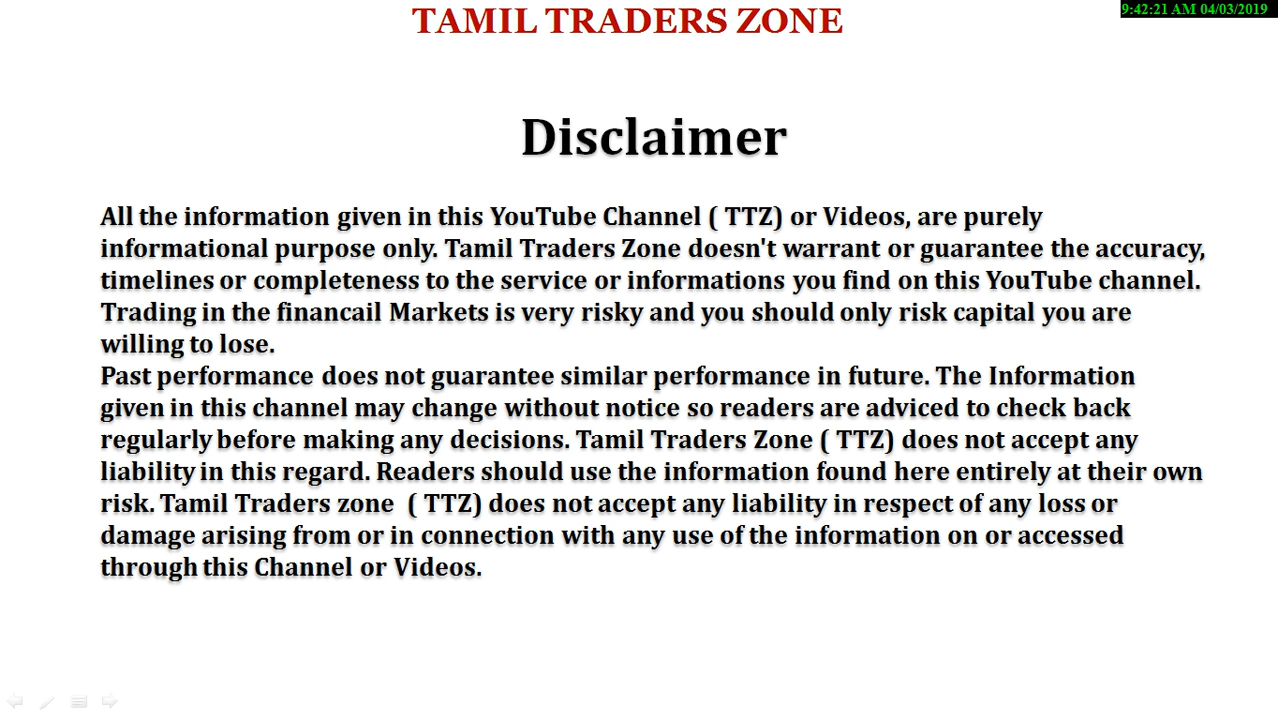 TAMIL TRADERS ZONE
9:42:21 AM 04/03/2019
Disclaimer
All the information given in this YouTube Channel ( TTZ) or Videos, are purely
informational purpose only. Tamil Traders Zone doesn't warrant or guarantee the accuracy,
timelines or completeness to the service or informations you find on this YouTube channel.
Trading in the financail Markets is very risky and you should only risk capital you are
willing to lose.
Past performance does not guarantee similar performance in future. The Information
given in this channel may change without notice so readers are adviced to check back
regularly before making any decisions. Tamil Traders Zone ( TTZ) does not accept any
liability in this regard. Readers should use the information found here entirely at their own
risk. Tamil Traders zone  ( TTZ) does not accept any liability in respect of any loss or
damage arising from or in connection with any use of the information on or accessed
through this Channel or Videos.